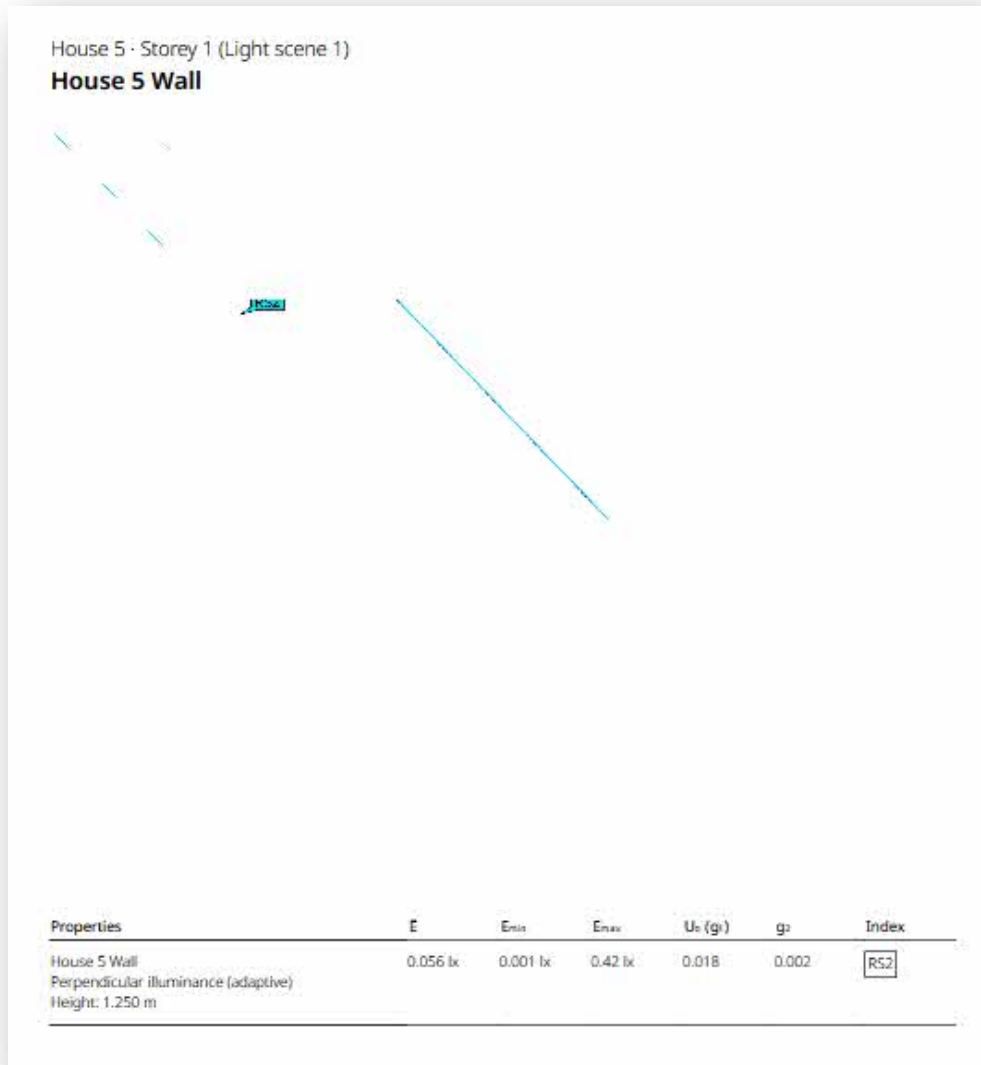 House 5 · Storey 1 (Light scene 1)
House 5 Wall
Properties Ē Emin Emax U₀ (g₁) g₂ Index
House 5 Wall 0.056 lx 0.001 lx 0.42 lx 0.018 0.002 RS2
Perpendicular illuminance (adaptive)
Height: 1.250 m